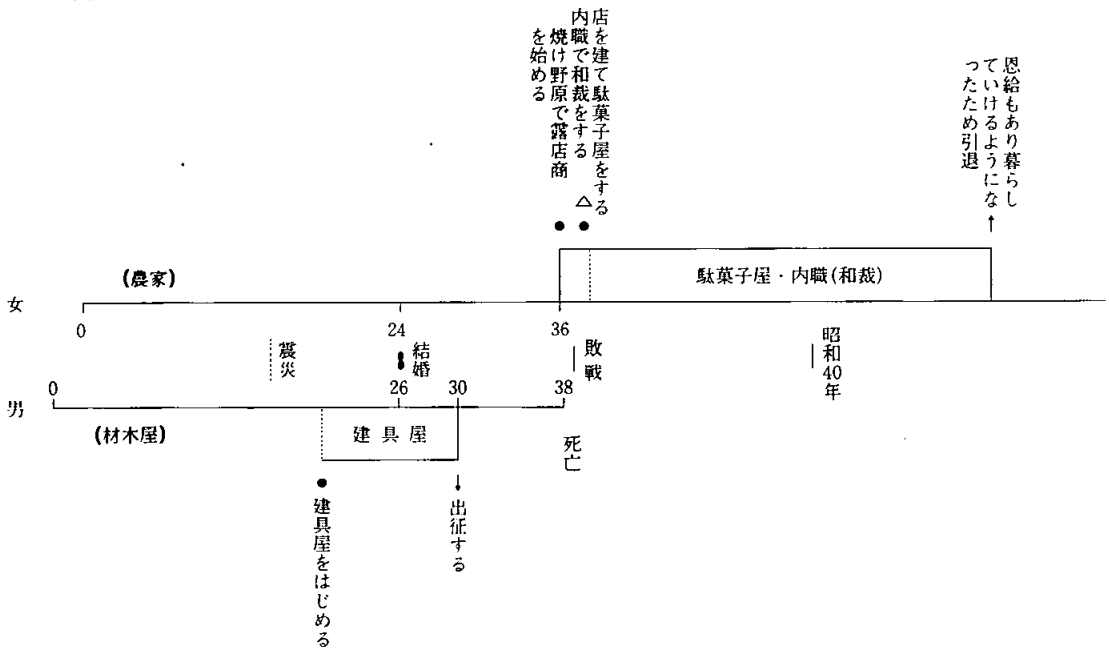 店を建て駄菓子屋をする
内職で和裁をする
焼け野原で露店商
を始める
恩給もあり暮らし
ていけるようにな
ったため引退
(農家)
駄菓子屋・内職(和裁)
女
0
24
36
震災
結婚
敗戦
昭和40年
0
26
30
38
男
(材木屋)
建具屋
死亡
建具屋をはじめる
出征する